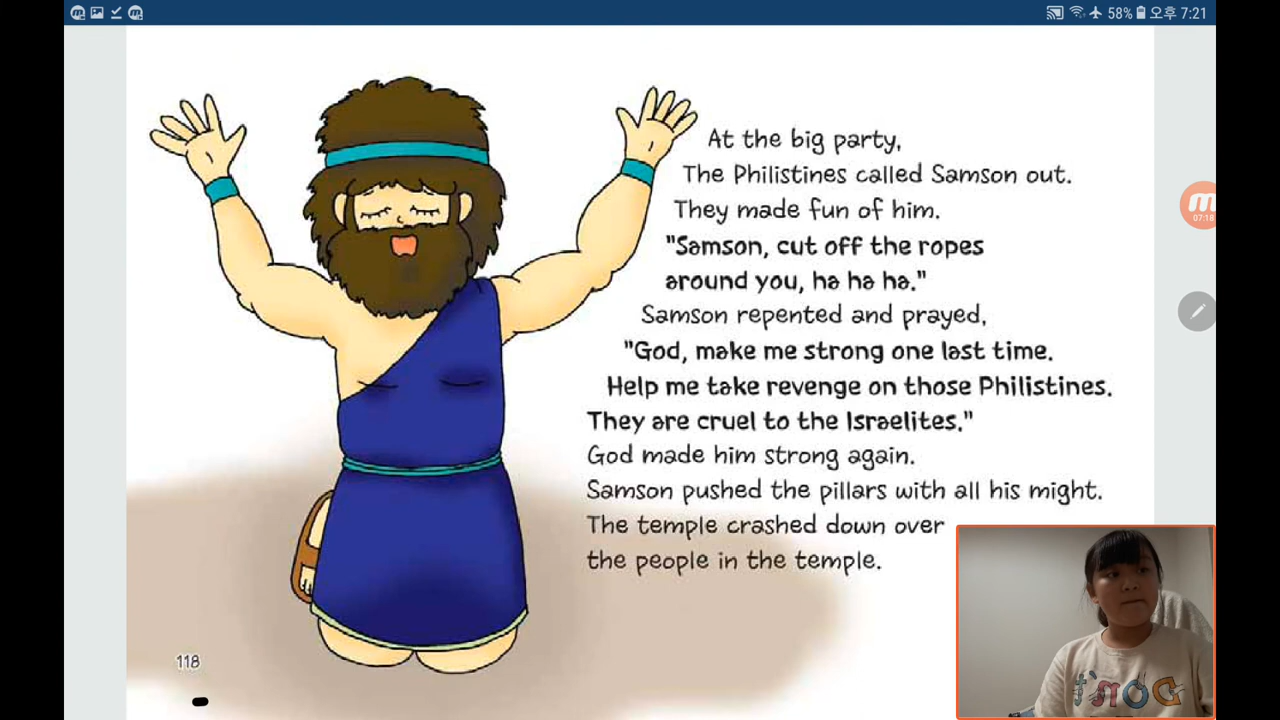 58% 오후 7:21
At the big party,
The Philistines called Samson out.
They made fun of him.
"Samson, cut off the ropes
around you, ha ha ha."
Samson repented and prayed,
"God, make me strong one last time.
Help me take revenge on those Philistines.
They are cruel to the Israelites."
God made him strong again.
Samson pushed the pillars with all his might.
The temple crashed down over
the people in the temple.
118
07:18